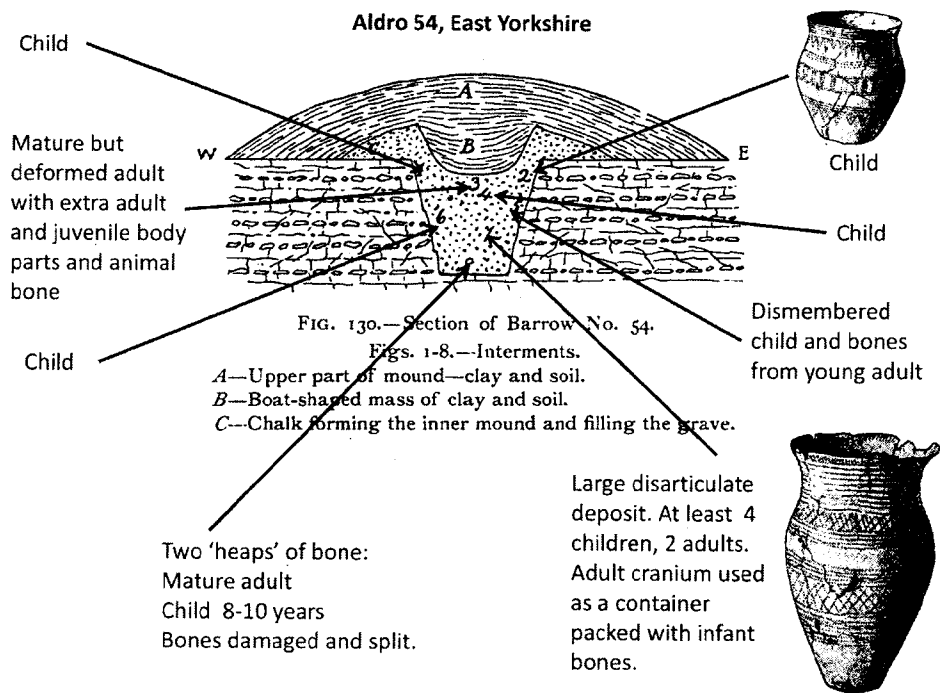 Aldro 54, East Yorkshire
Child
Child
Mature but
deformed adult
with extra adult
and juvenile body
parts and animal
bone
Child
Child
Dismembered
child and bones
from young adult
W
E
A
B
C
2
3
4
6
8
FIG. 130.—Section of Barrow No. 54.
Figs. 1-8.—Interments.
A—Upper part of mound—clay and soil.
B—Boat-shaped mass of clay and soil.
C—Chalk forming the inner mound and filling the grave.
Two ‘heaps’ of bone:
Mature adult
Child 8-10 years
Bones damaged and split.
Large disarticulate
deposit. At least 4
children, 2 adults.
Adult cranium used
as a container
packed with infant
bones.